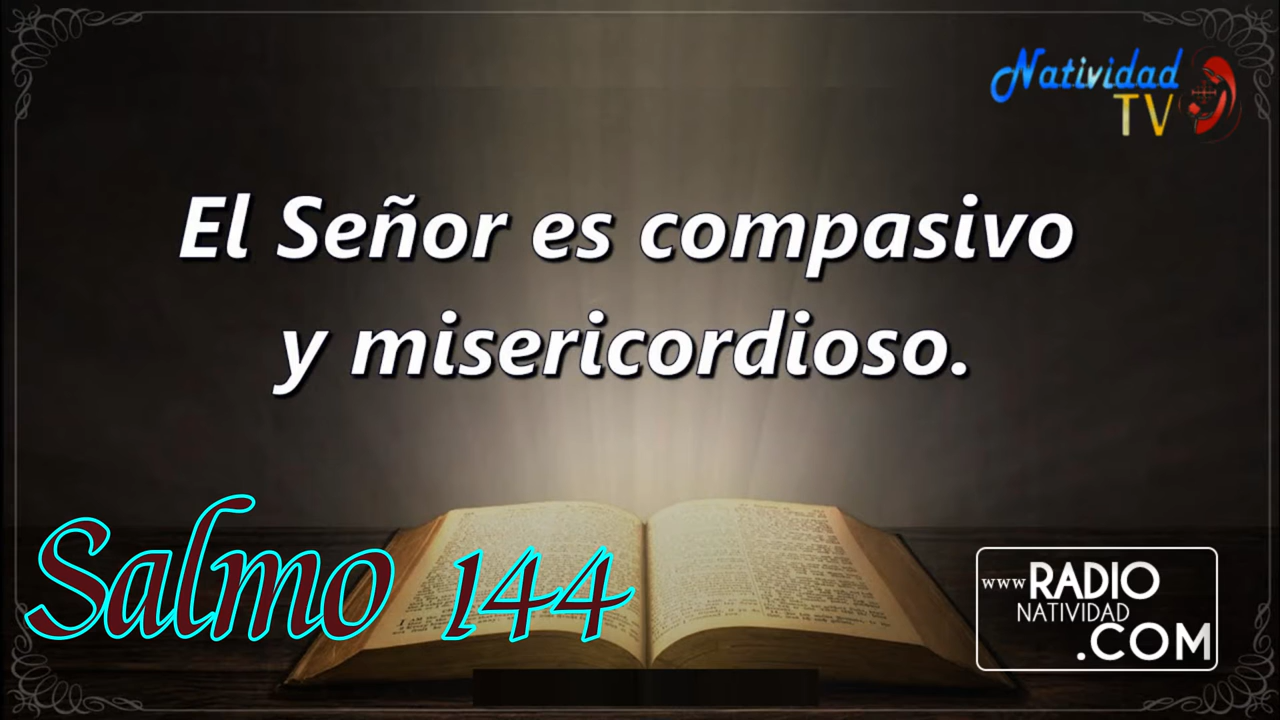 Natividad
TV
El Señor es compasivo
y misericordioso.
Salmo 144
www RADIO
NATIVIDAD
.COM